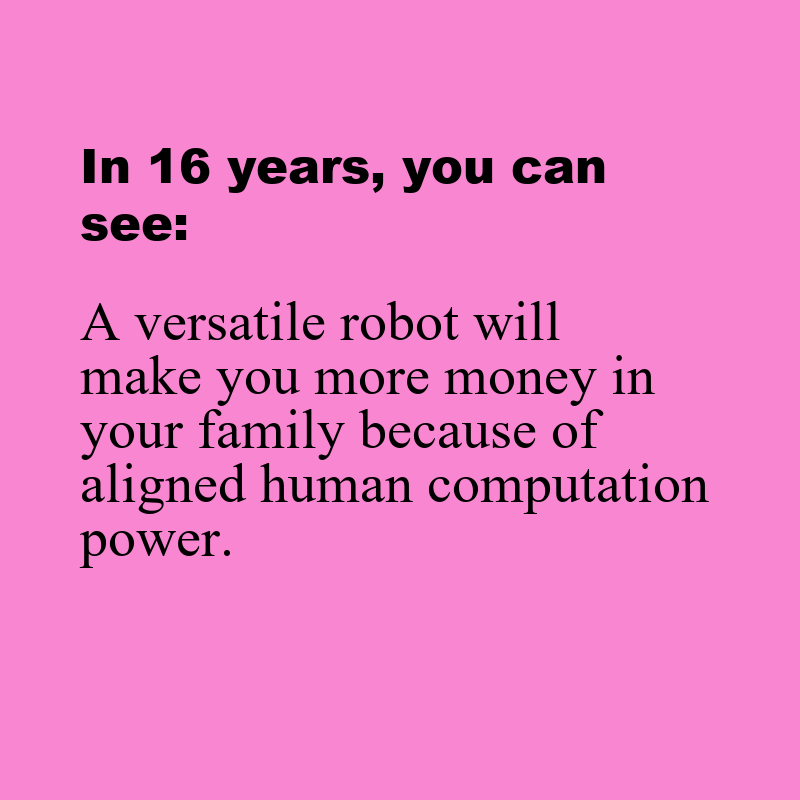 In 16 years, you can
see:
A versatile robot will
make you more money in
your family because of
aligned human computation
power.